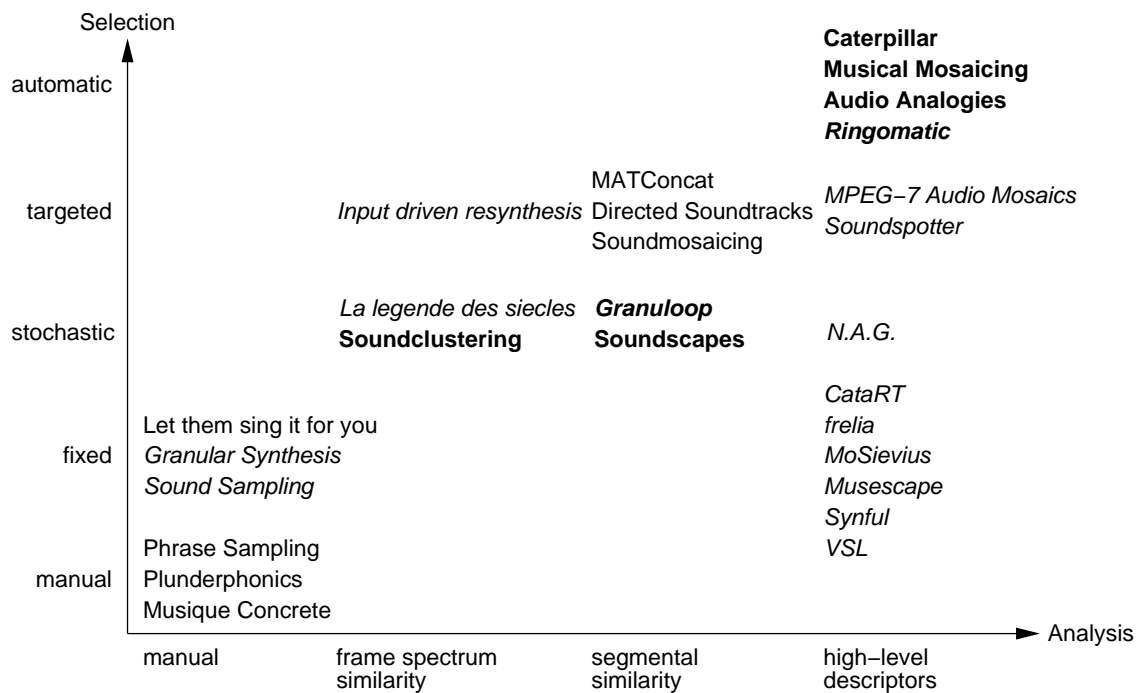 Selection
automatic
Caterpillar
Musical Mosaicing
Audio Analogies
Ringomatic
targeted
Input driven resynthesis
MATConcat
Directed Soundtracks
Soundmosaicing
MPEG−7 Audio Mosaics
Soundspotter
stochastic
La legende des siecles
Soundclustering
Granuloop
Soundscapes
N.A.G.
fixed
Let them sing it for you
Granular Synthesis
Sound Sampling
CataRT
frelia
MoSievius
Musescape
Synful
VSL
manual
Phrase Sampling
Plunderphonics
Musique Concrete
Analysis
manual
frame spectrum
similarity
segmental
similarity
high−level
descriptors